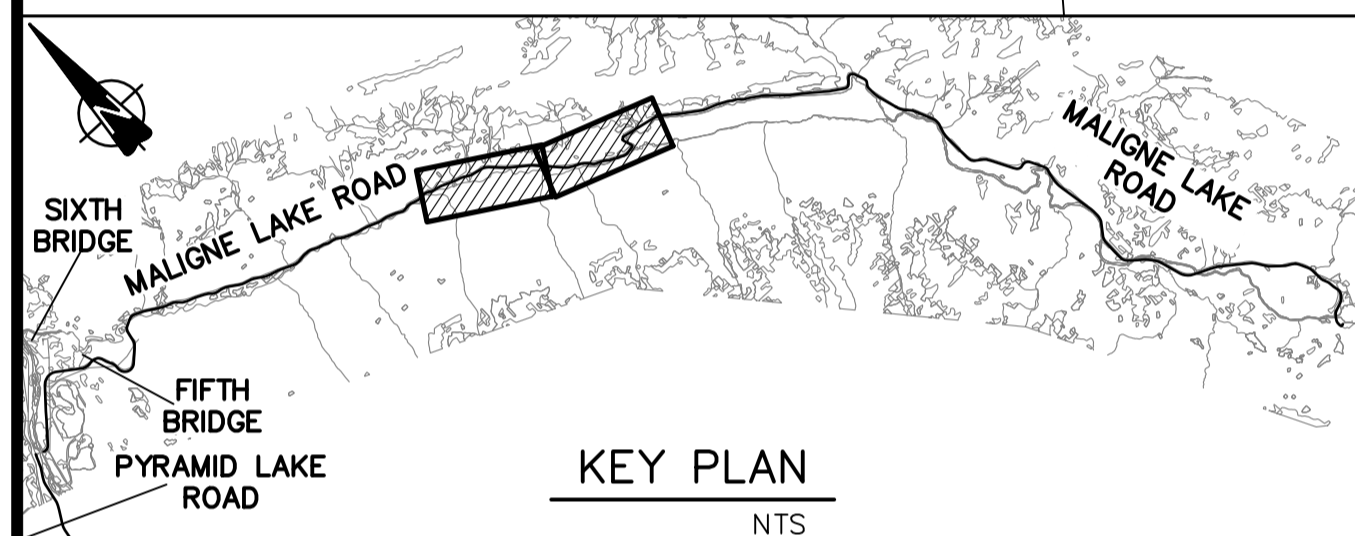 MALIGNE LAKE
ROAD
MALIGNE LAKE ROAD
SIXTH
BRIDGE
FIFTH
BRIDGE
PYRAMID LAKE
ROAD
KEY PLAN
NTS